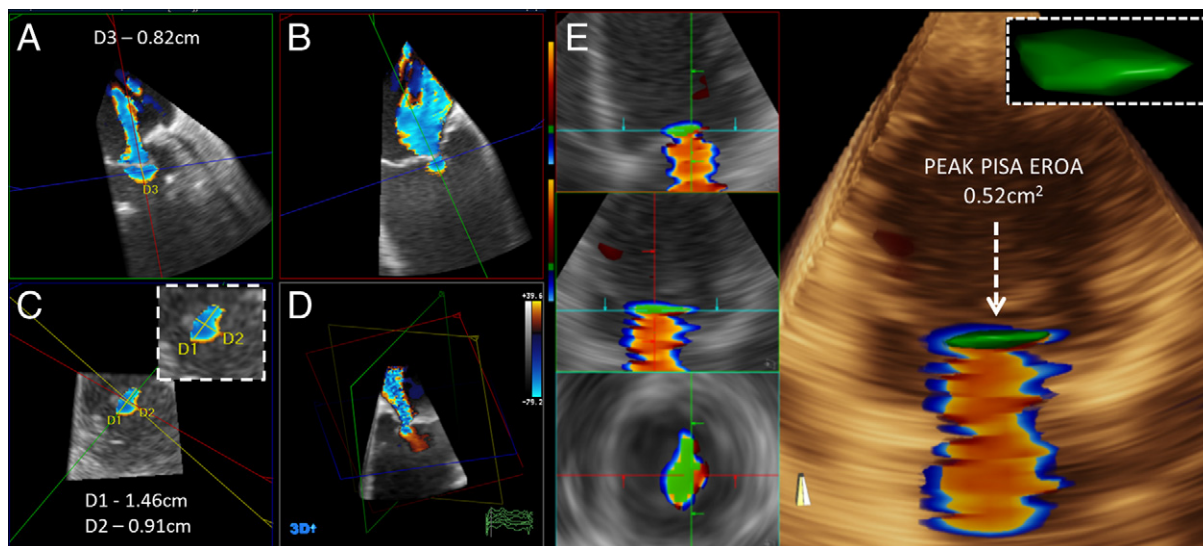 A
D3 – 0.82cm
D3
B
C
D1
D2
D1
D2
D1 - 1.46cm
D2 – 0.91cm
D
+39.6
-79.2
3D
E
PEAK PISA EROA
0.52cm²